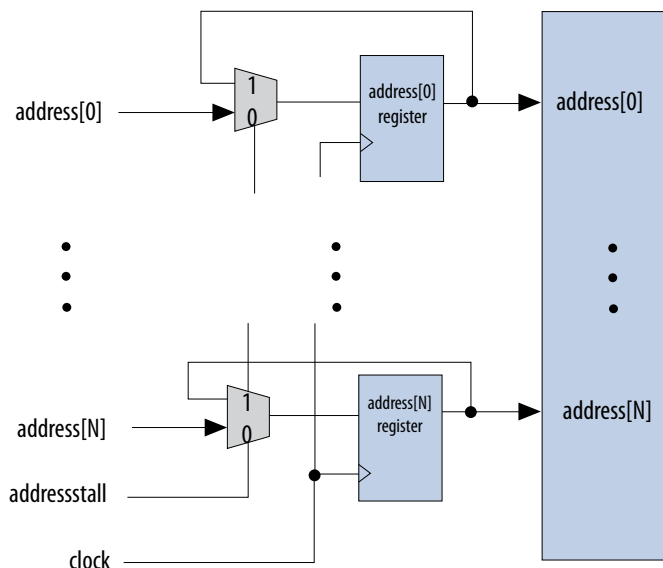 1
0
address[0]
address[0]
register
address[0]
1
0
address[N]
address[N]
register
address[N]
addressstall
clock